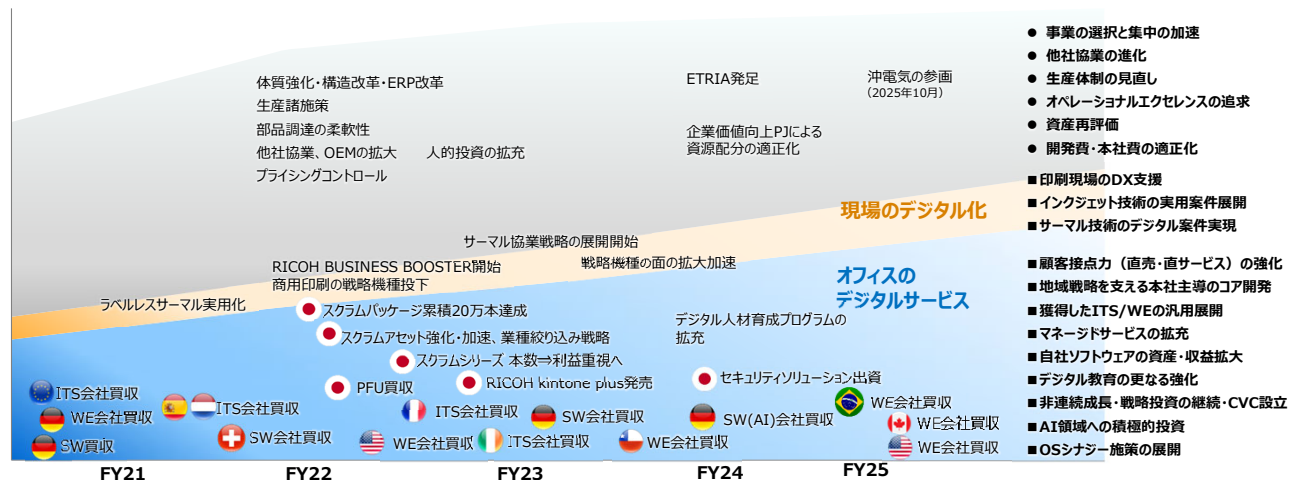 体質強化・構造改革・ERP改革
生産諸施策
部品調達の柔軟性
他社協業、OEMの拡大
人的投資の拡充
プライシングコントロール
ETRIA発足
企業価値向上PJによる
資源配分の適正化
沖電気の参画
(2025年10月)
現場のデジタル化
サーマル協業戦略の展開開始
RICOH BUSINESS BOOSTER開始
商用印刷の戦略機種投下
戦略機種の面の拡大加速
ラベルレスサーマル実用化
オフィスの
デジタルサービス
スクラムパッケージ累積20万本達成
スクラムアセット強化・加速、業種絞り込み戦略
スクラムシリーズ 本数⇒利益重視へ
デジタル人材育成プログラムの
拡充
PFU買収
RICOH kintone plus発売
セキュリティソリューション出資
ITS会社買収
WE会社買収
SW買収
ITS会社買収
SW会社買収
ITS会社買収
WE会社買収
ITS会社買収
SW会社買収
WE会社買収
SW(AI)会社買収
WE会社買収
WE会社買収
WE会社買収
FY21
FY22
FY23
FY24
FY25
● 事業の選択と集中の加速
● 他社協業の進化
● 生産体制の見直し
● オペレーショナルエクセレンスの追求
● 資産再評価
● 開発費・本社費の適正化
■印刷現場のDX支援
■インクジェット技術の実用案件展開
■サーマル技術のデジタル案件実現
■顧客接点力（直売・直サービス）の強化
■地域戦略を支える本社主導のコア開発
■獲得したITS/WEの汎用展開
■マネージドサービスの拡充
■自社ソフトウェアの資産・収益拡大
■デジタル教育の更なる強化
■非連続成長・戦略投資の継続・CVC設立
■AI領域への積極的投資
■OSシナジー施策の展開